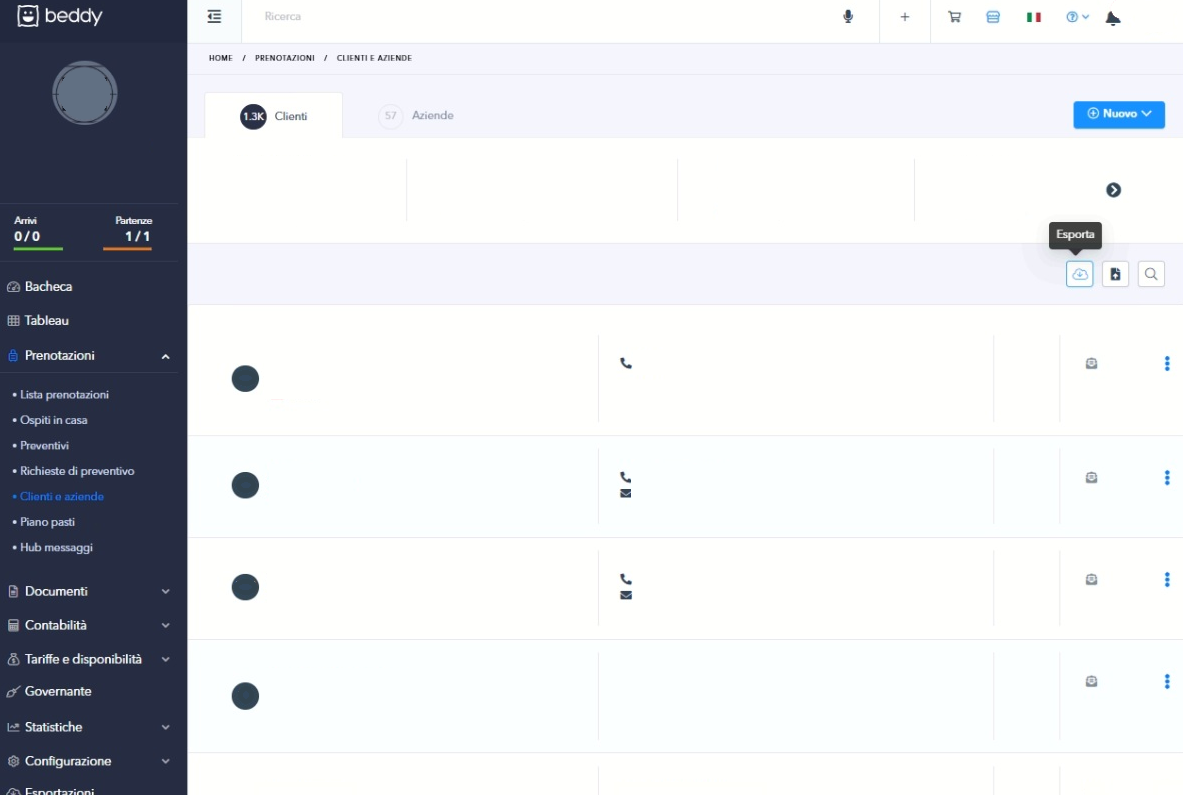 beddy
Ricerca
HOME / PRENOTAZIONI / CLIENTI E AZIENDE
1.3K Clienti
57 Aziende
Nuovo
Arrivi
0/0
Partenze
1/1
Esporta
Bacheca
Tableau
Prenotazioni
• Lista prenotazioni
• Ospiti in casa
• Preventivi
• Richieste di preventivo
• Clienti e aziende
• Piano pasti
• Hub messaggi
Documenti
Contabilità
Tariffe e disponibilità
Governante
Statistiche
Configurazione
Esportazioni